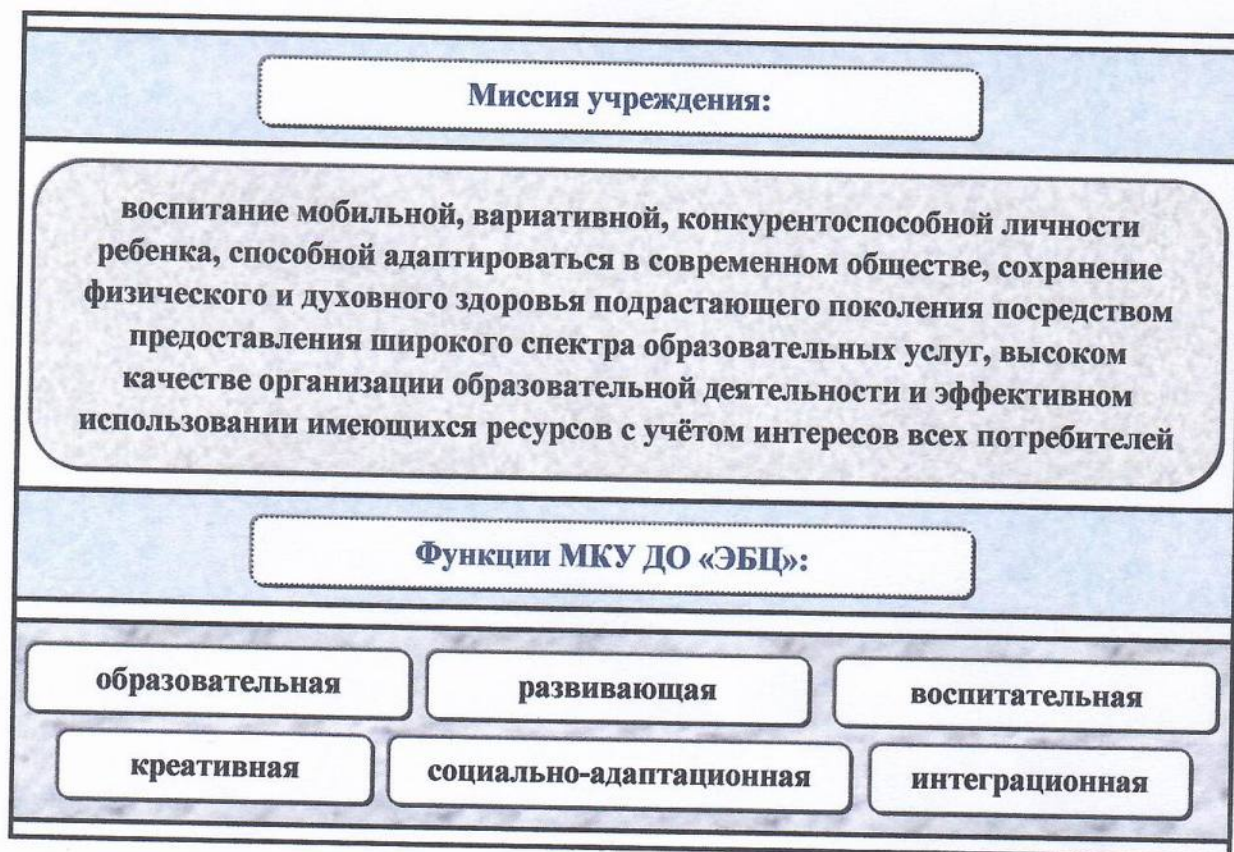 Миссия учреждения:
воспитание мобильной, вариативной, конкурентоспособной личности
ребенка, способной адаптироваться в современном обществе, сохранение
физического и духовного здоровья подрастающего поколения посредством
предоставления широкого спектра образовательных услуг, высоком
качестве организации образовательной деятельности и эффективном
использовании имеющихся ресурсов с учётом интересов всех потребителей
Функции МКУ ДО «ЭБЦ»:
образовательная
развивающая
воспитательная
креативная
социально-адаптационная
интеграционная